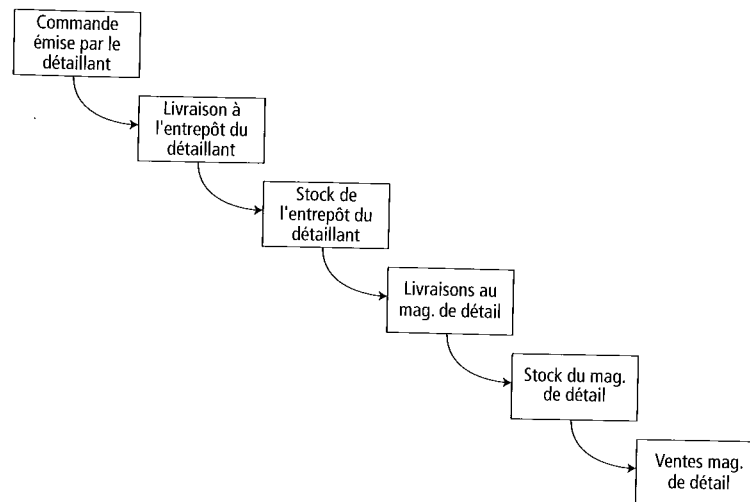 Commande
émise par le
détaillant
Livraison à
l'entrepôt du
détaillant
Stock de
l'entrepôt du
détaillant
Livraisons au
mag. de détail
Stock du mag.
de détail
Ventes mag.
de détail